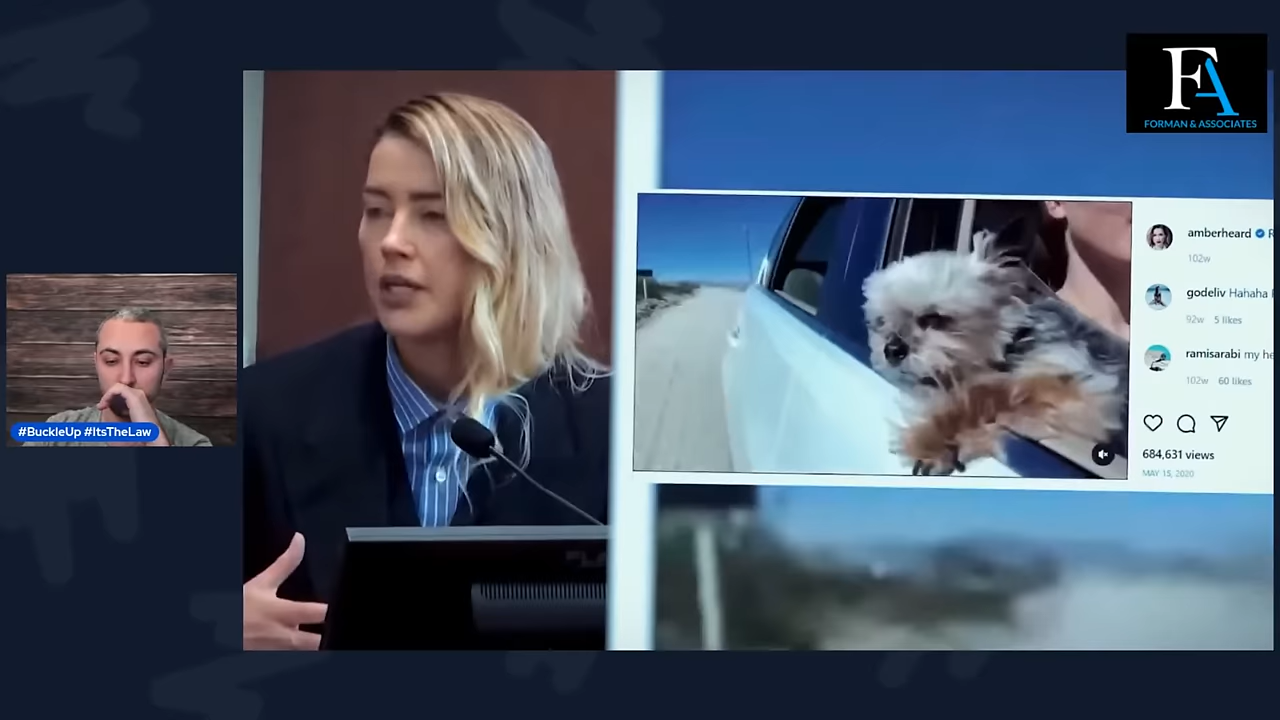 FA
FORMAN & ASSOCIATES
amberheard
102w
godeliv Hahaha
92w 5 likes
ramisarabi my he
102w 60 likes
684,631 views
MAY 15, 2020
#BuckleUp #ItsTheLaw